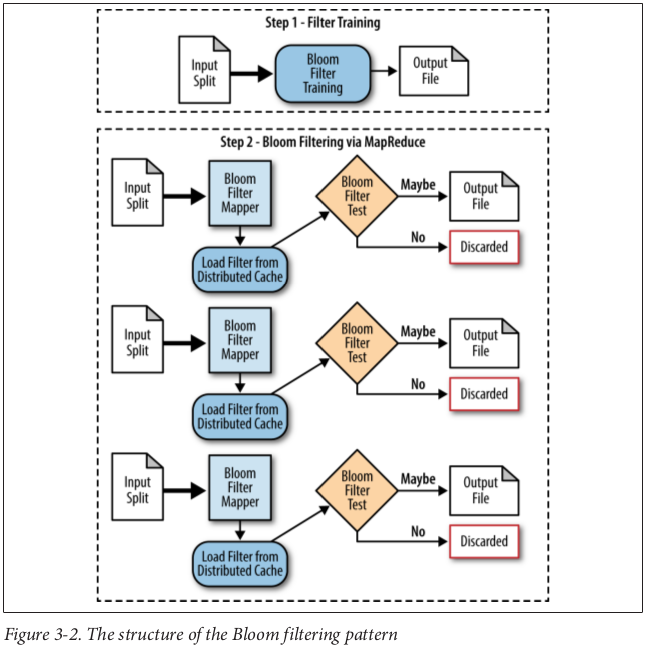 Step 1 - Filter Training
Input
Split
Bloom
Filter
Training
Output
File
Step 2 - Bloom Filtering via MapReduce
Input
Split
Bloom
Filter
Mapper
Load Filter from
Distributed Cache
Bloom
Filter
Test
Maybe
Output
File
No
Discarded
Input
Split
Bloom
Filter
Mapper
Load Filter from
Distributed Cache
Bloom
Filter
Test
Maybe
Output
File
No
Discarded
Input
Split
Bloom
Filter
Mapper
Load Filter from
Distributed Cache
Bloom
Filter
Test
Maybe
Output
File
No
Discarded
Figure 3-2. The structure of the Bloom filtering pattern